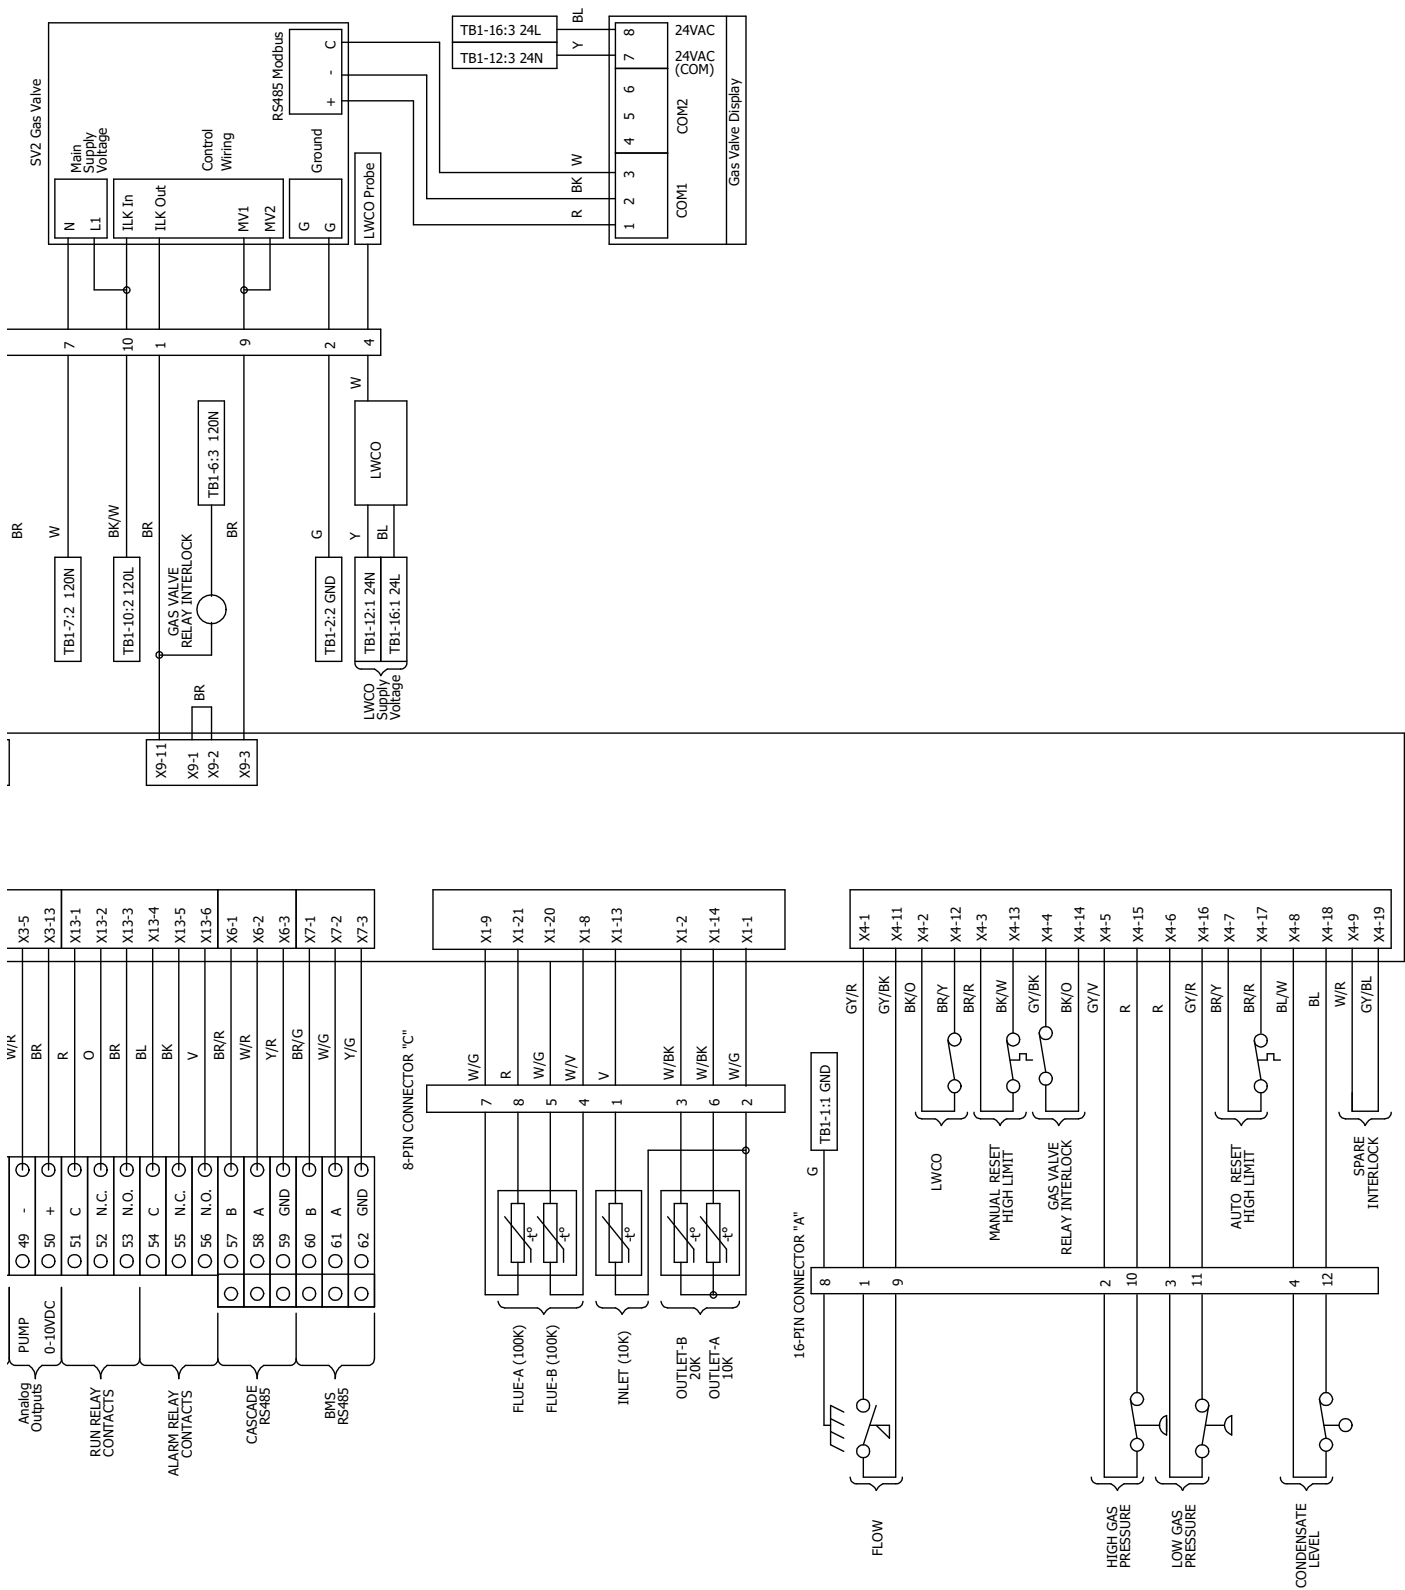 SV2 Gas Valve
Main
Supply
Voltage
N
L1
Control
Wiring
ILK In
ILK Out
MV1
MV2
Ground
G
G
RS485 Modbus
C
-
+
LWCO Probe
TB1-16:3 24L
TB1-12:3 24N
BL
Y
8
7
6
5
4
3
2
1
24VAC
24VAC
(COM)
COM2
COM1
Gas Valve Display
W
BK
R
7
10
1
9
2
4
W
LWCO
BR
W
BK/W
BR
BR
G
Y
BL
TB1-6:3 120N
TB1-7:2 120N
TB1-10:2 120L
GAS VALVE
RELAY INTERLOCK
TB1-2:2 GND
TB1-12:1 24N
TB1-16:1 24L
LWCO
Supply
Voltage
BR
X9-11
X9-1
X9-2
X9-3
X3-5
X3-13
X13-1
X13-2
X13-3
X13-4
X13-5
X13-6
X6-1
X6-2
X6-3
X7-1
X7-2
X7-3
W/R
BR
R
O
BR
BL
BK
V
BR/R
W/R
Y/R
BR/G
W/G
Y/G
49 -
50 +
51 C
52 N.C.
53 N.O.
54 C
55 N.C.
56 N.O.
57 B
58 A
59 GND
60 B
61 A
62 GND
PUMP
0-10VDC
Analog
Outputs
RUN RELAY
CONTACTS
ALARM RELAY
CONTACTS
CASCADE
RS485
BMS
RS485
X1-9
X1-21
X1-20
X1-8
X1-13
X1-2
X1-14
X1-1
W/G
R
W/G
W/V
V
W/BK
W/BK
W/G
8-PIN CONNECTOR "C"
7
8
5
4
1
3
6
2
-t°
-t°
-t°
-t°
-t°
FLUE-A (100K)
FLUE-B (100K)
INLET (10K)
OUTLET-B
20K
OUTLET-A
10K
X4-1
X4-11
X4-2
X4-12
X4-3
X4-13
X4-4
X4-14
X4-5
X4-15
X4-6
X4-16
X4-7
X4-17
X4-8
X4-18
X4-9
X4-19
GY/R
GY/BK
BK/O
BR/Y
BR/R
BK/W
GY/BK
BK/O
GY/V
R
R
GY/R
BR/Y
BR/R
BL/W
BL
W/R
GY/BL
TB1-1:1 GND
G
LWCO
MANUAL RESET
HIGH LIMIT
GAS VALVE
RELAY INTERLOCK
AUTO RESET
HIGH LIMIT
SPARE
INTERLOCK
16-PIN CONNECTOR "A"
8
1
9
2
10
3
11
4
12
FLOW
HIGH GAS
PRESSURE
LOW GAS
PRESSURE
CONDENSATE
LEVEL